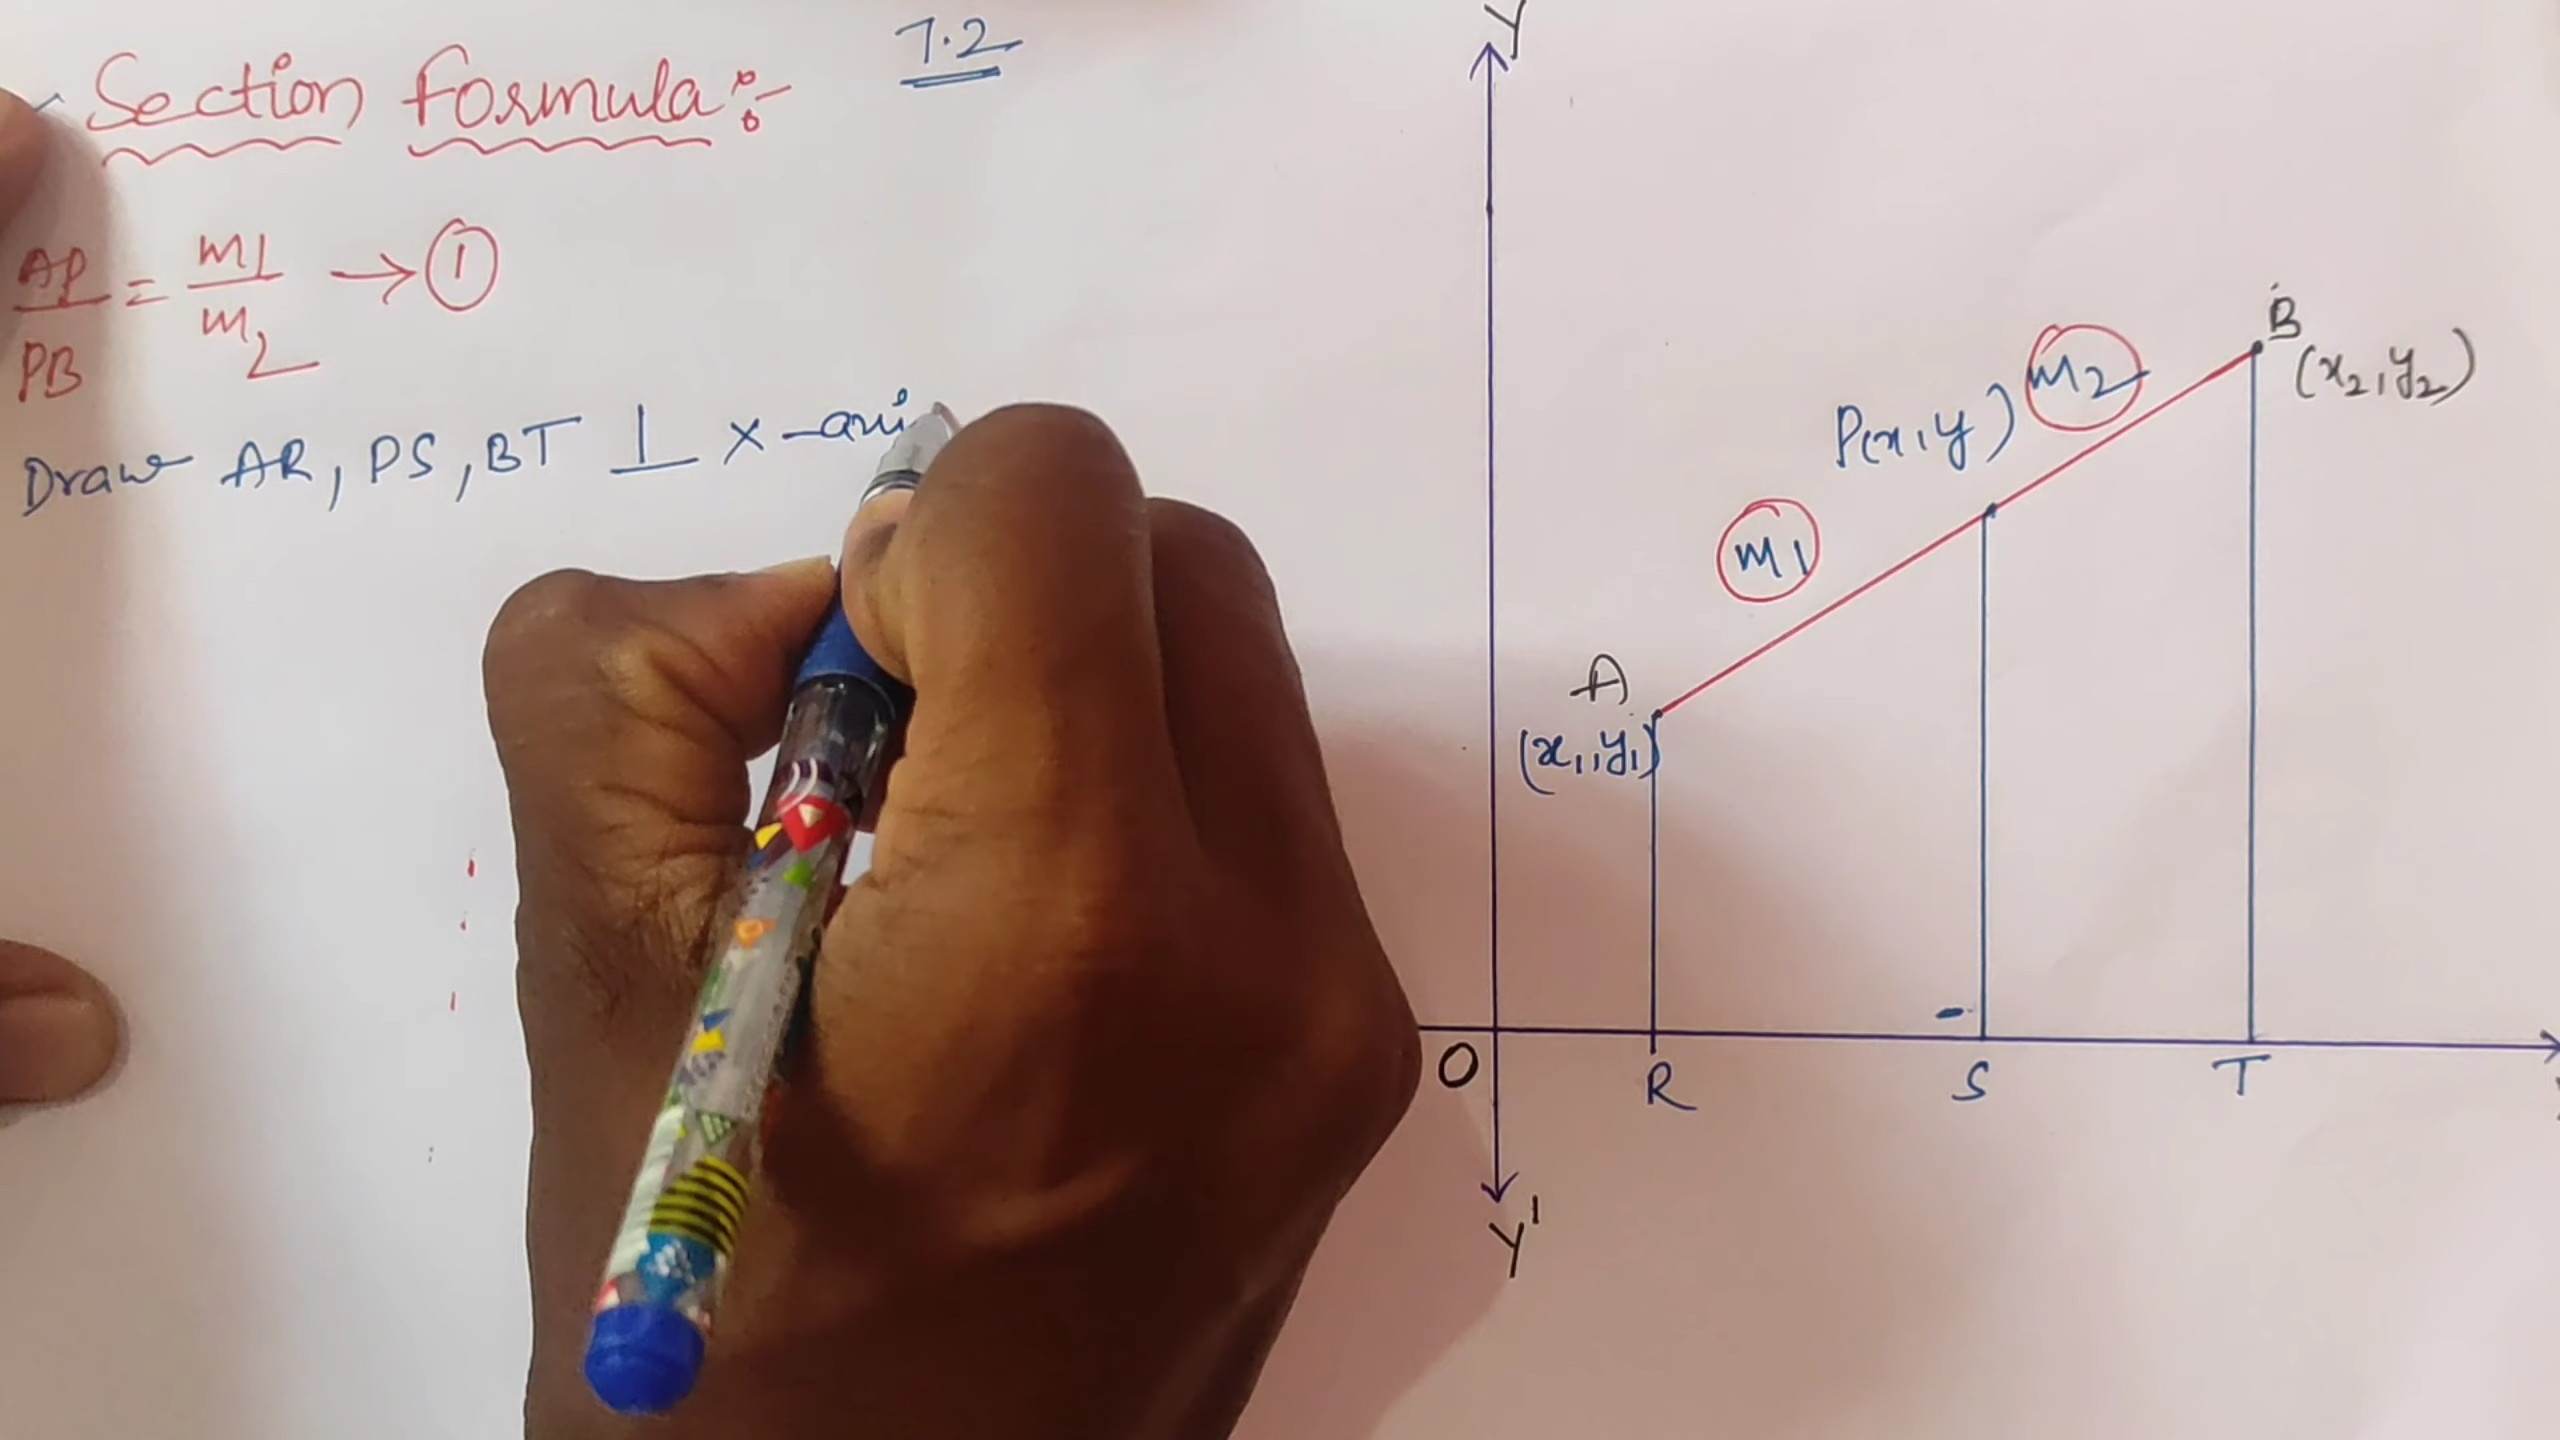 7.2
Section Formula:-
AP/PB = m1/m2 → 1
Draw AR, PS, BT ⊥ x-axi
Y
B
(x2, y2)
m2
P(x, y)
m1
A
(x1, y1)
O
R
S
T
Y'